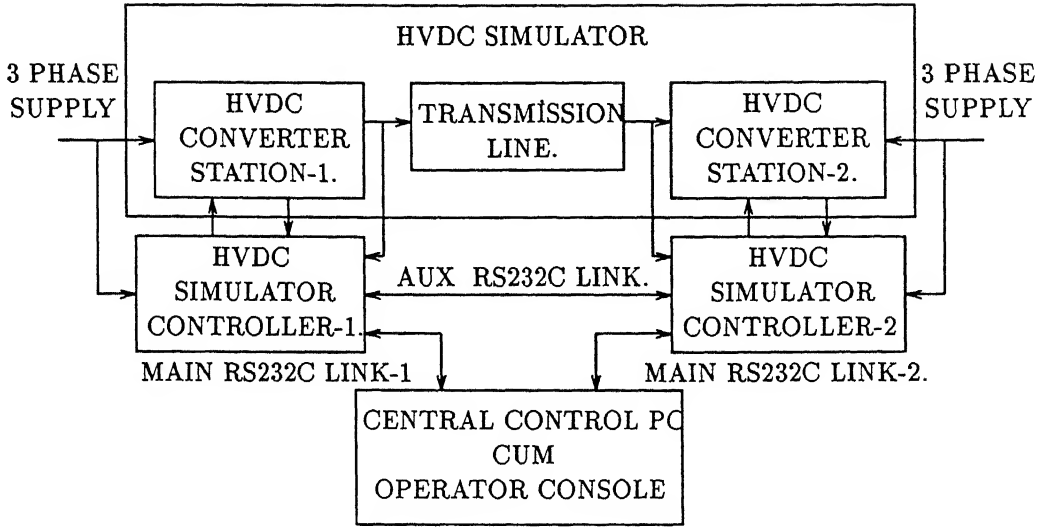 HVDC SIMULATOR
3 PHASE
SUPPLY
HVDC
CONVERTER
STATION-1.
TRANSMISSION
LINE.
HVDC
CONVERTER
STATION-2.
3 PHASE
SUPPLY
HVDC
SIMULATOR
CONTROLLER-1.
AUX RS232C LINK.
HVDC
SIMULATOR
CONTROLLER-2
MAIN RS232C LINK-1
MAIN RS232C LINK-2.
CENTRAL CONTROL PC
CUM
OPERATOR CONSOLE